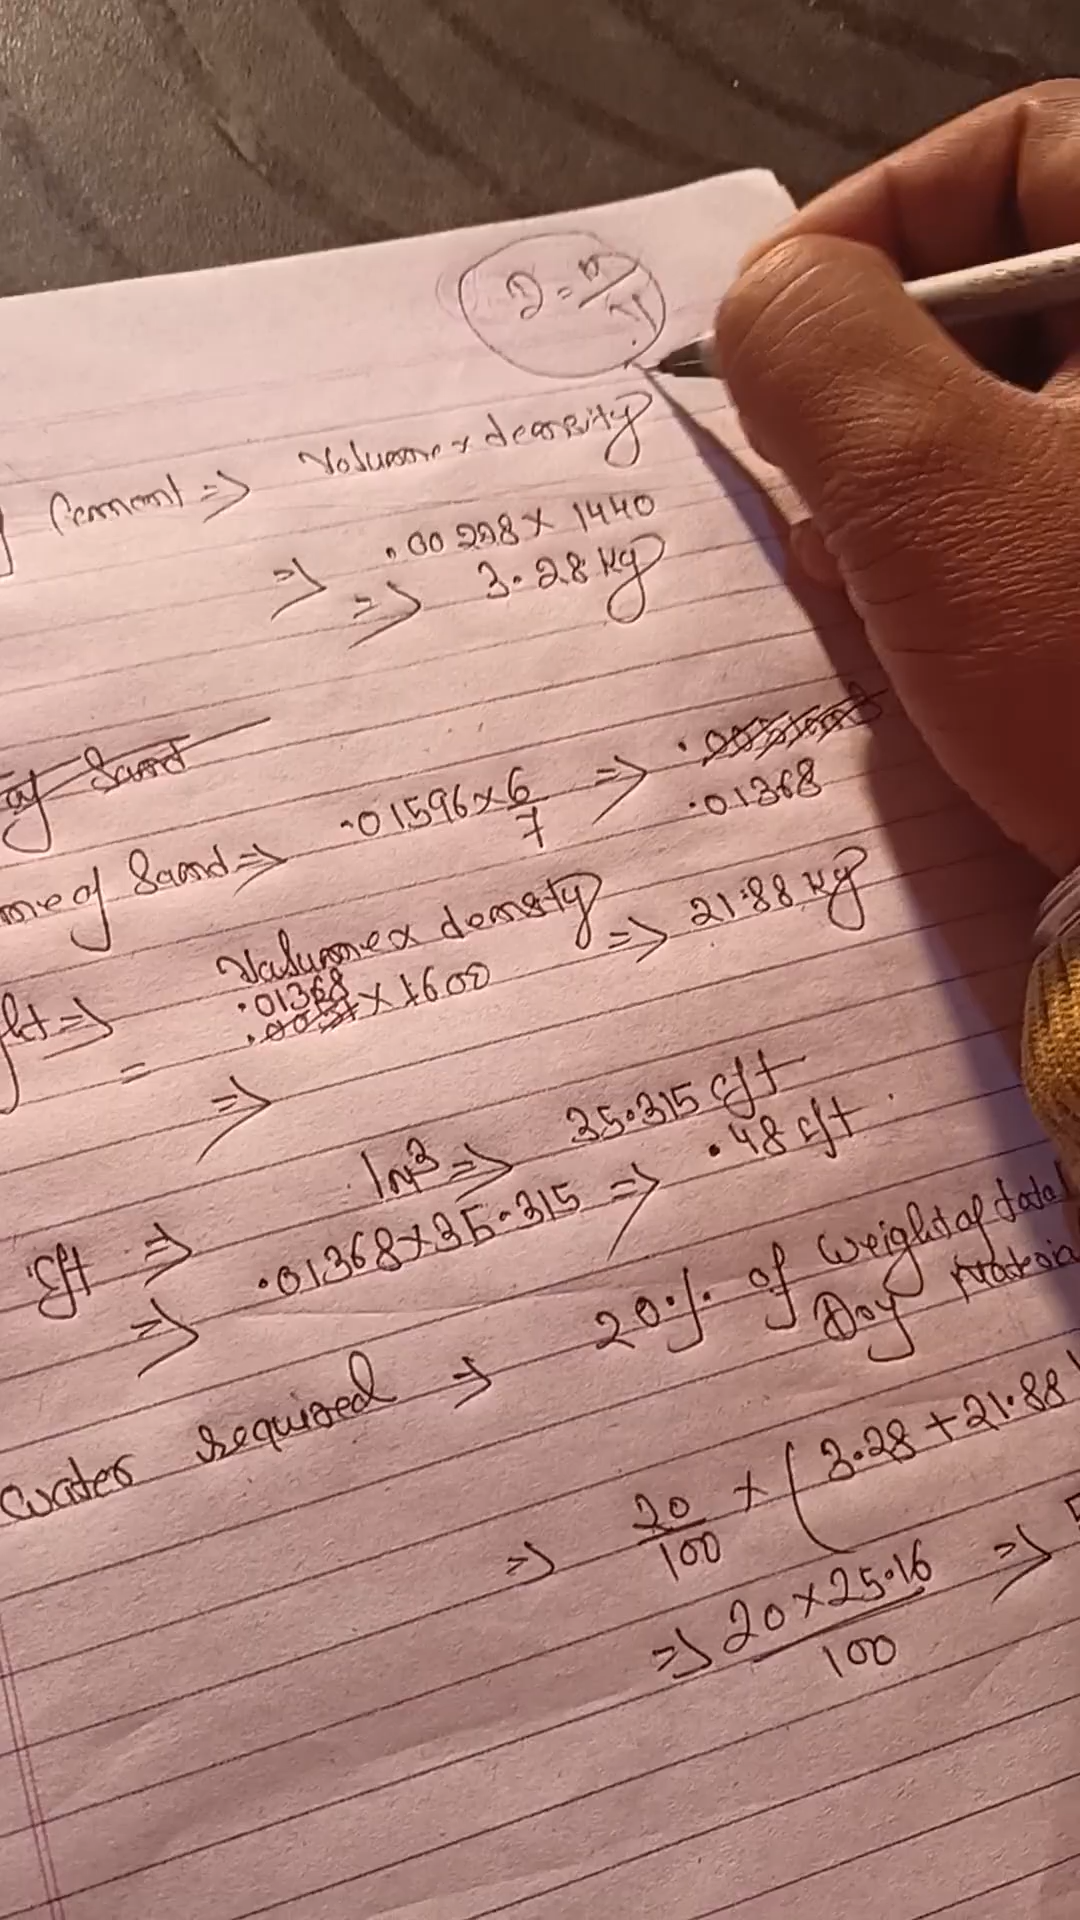 D = m/v
Cement => Volume x density
=> .00228 x 1440
=> 3.28 kg
of Sand
me of Sand => .01596 x 6/7 => .01368
ht => Volume x density
= .01368 x 1600 => 21.88 kg
=>
1m³ => 35.315 cft
Cft => .01368 x 35.315 => .48 cft
=>
water required → 20% of weight of total
Dry Materia
=> 20/100 x (3.28 + 21.88
=> 20 x 25.16/100 =>